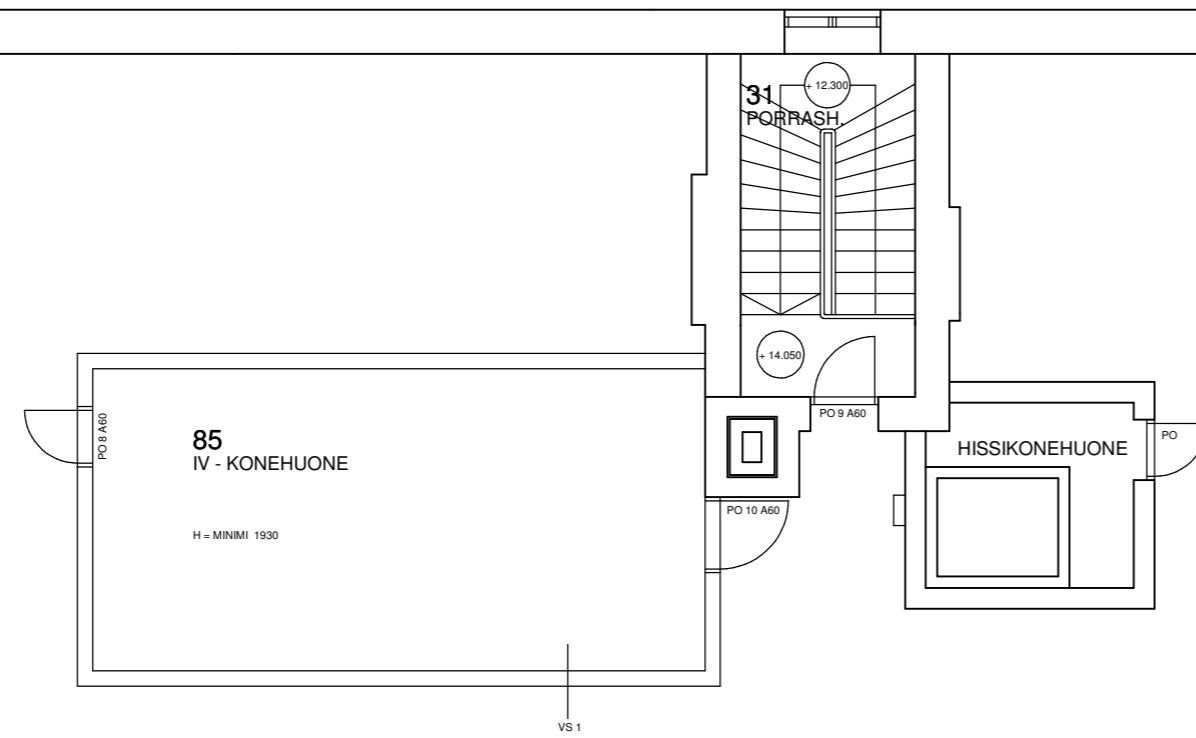 + 12.300
31
PORRASH.
+ 14.050
PO 9 A60
PO 8 A60
85
IV - KONEHUONE
HISSIKONEHUONE
PO
PO 10 A60
H = MINIMI 1930
VS 1